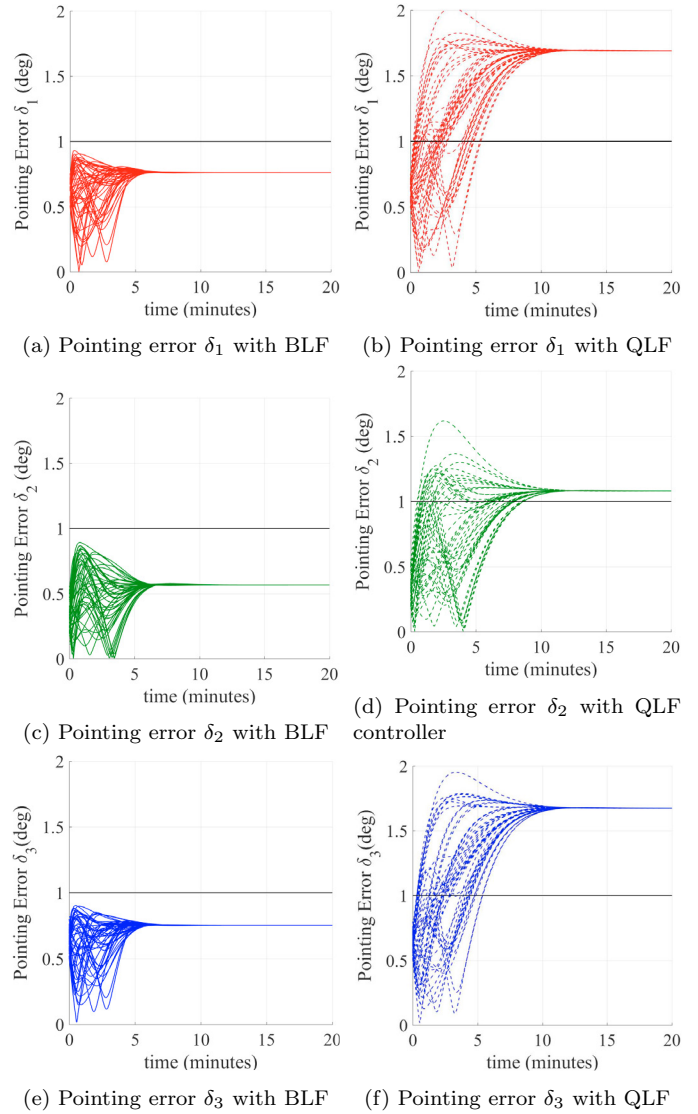 2
1.5
1
0.5
0
Pointing Error δ₁ (deg)
0 5 10 15 20
time (minutes)
(a) Pointing error δ₁ with BLF
2
1.5
1
0.5
0
Pointing Error δ₁ (deg)
0 5 10 15 20
time (minutes)
(b) Pointing error δ₁ with QLF
2
1.5
1
0.5
0
Pointing Error δ₂ (deg)
0 5 10 15 20
time (minutes)
(c) Pointing error δ₂ with BLF
2
1.5
1
0.5
0
Pointing Error δ₂ (deg)
0 5 10 15 20
time (minutes)
(d) Pointing error δ₂ with QLF
controller
2
1.5
1
0.5
0
Pointing Error δ₃(deg)
0 5 10 15 20
time (minutes)
(e) Pointing error δ₃ with BLF
2
1.5
1
0.5
0
Pointing Error δ₃(deg)
0 5 10 15 20
time (minutes)
(f) Pointing error δ₃ with QLF